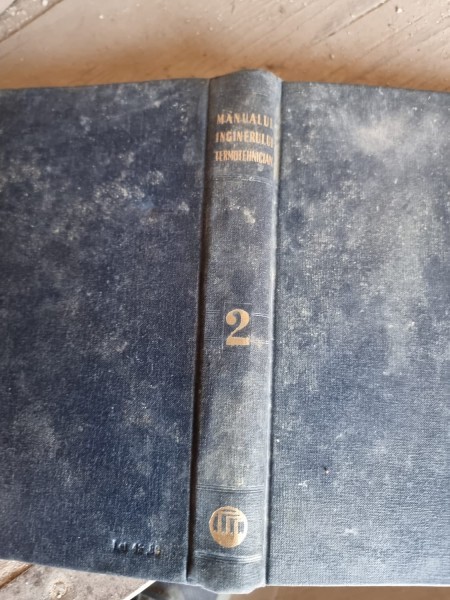 MANUALUL
INGINERULUI
TERMOTEHNICIAN
2